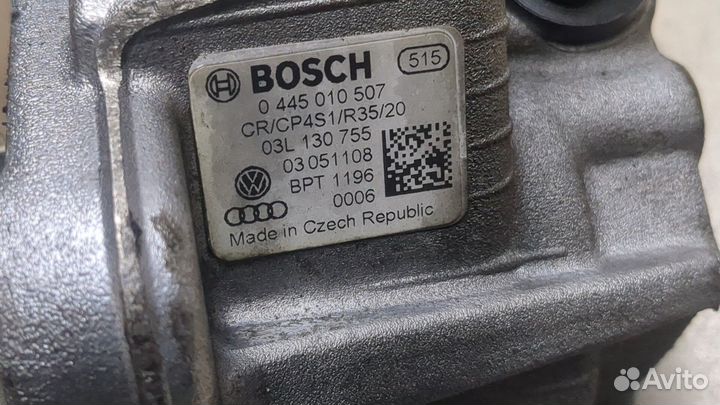 BOSCH 515
0 445 010 507
CR/CP4S1/R35/20
03L 130 755
03 051108
BPT 1196
0006
Made in Czech Republic
Avito